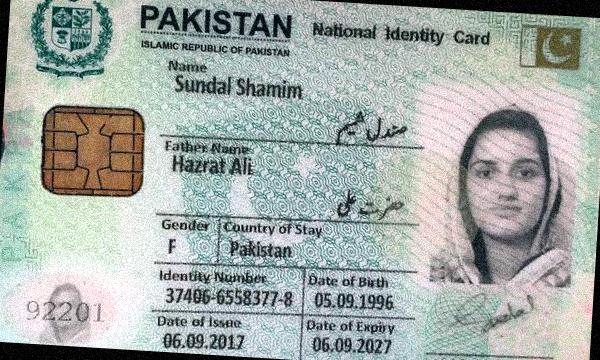 PAKISTAN National Identity Card
ISLAMIC REPUBLIC OF PAKISTAN
Name
Sundal Shamim
صندل شمیم
Father Name
Hazrat Ali
حضرت علی
Gender Country of Stay
F Pakistan
Identity Number Date of Birth
37406-6558377-8 05.09.1996
92201
Date of Issue Date of Expiry
06.09.2017 06.09.2027